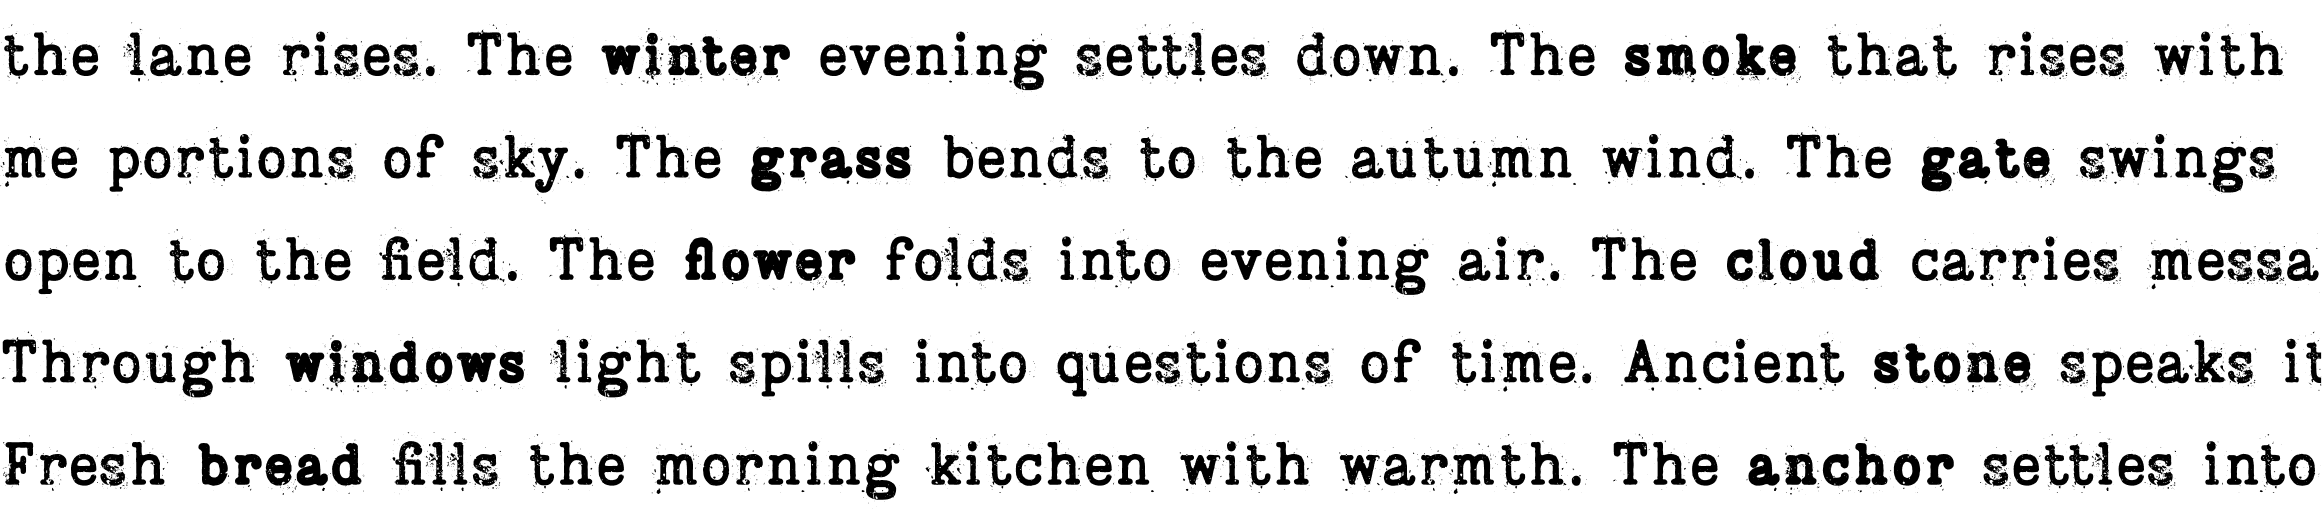 the lane rises. The winter evening settles down. The smoke that rises with
me portions of sky. The grass bends to the autumn wind. The gate swings
open to the field. The flower folds into evening air. The cloud carries messa
Through windows light spills into questions of time. Ancient stone speaks it
Fresh bread fills the morning kitchen with warmth. The anchor settles into